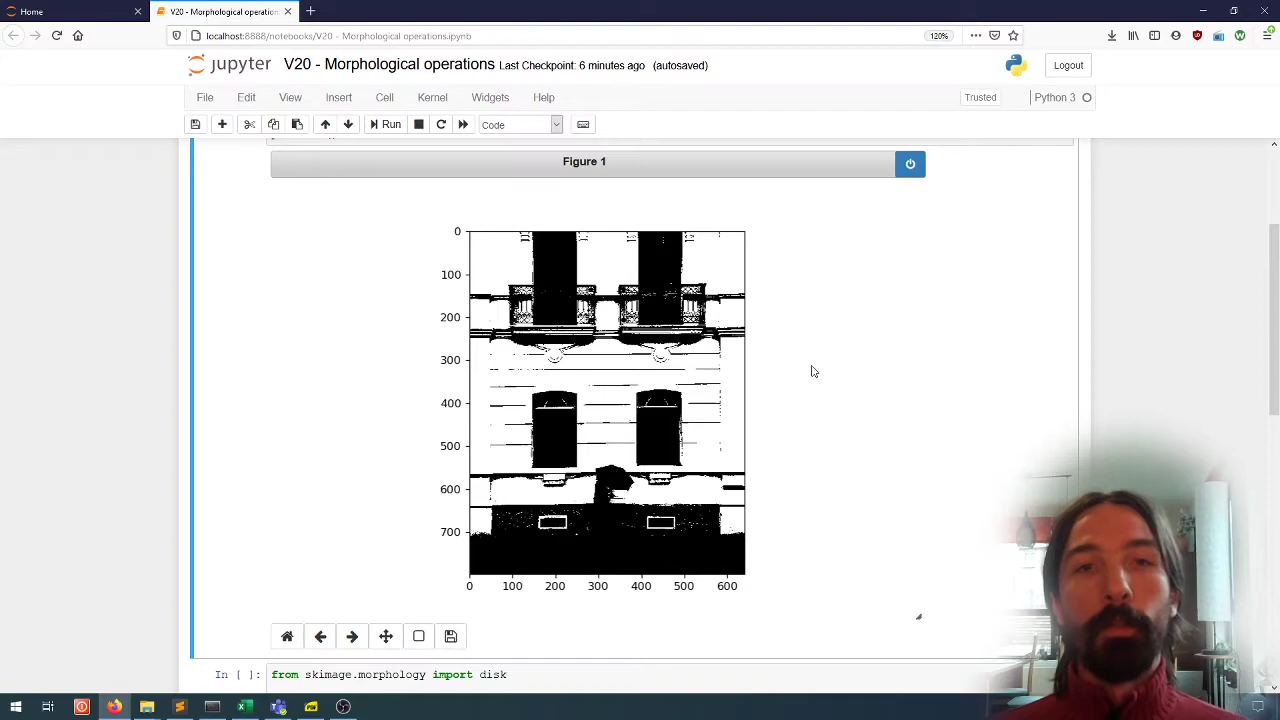 Home
V20 - Morphological operation
localhost:8888/notebooks/V20 - Morphological operations.ipynb
120%
jupyter V20 - Morphological operations Last Checkpoint: 6 minutes ago (autosaved)
Logout
File Edit View Insert Cell Kernel Widgets Help
Trusted
Python 3
Run
Code
Figure 1
0
100
200
300
400
500
600
700
0 100 200 300 400 500 600
In [ ]: from skimage.morphology import disk